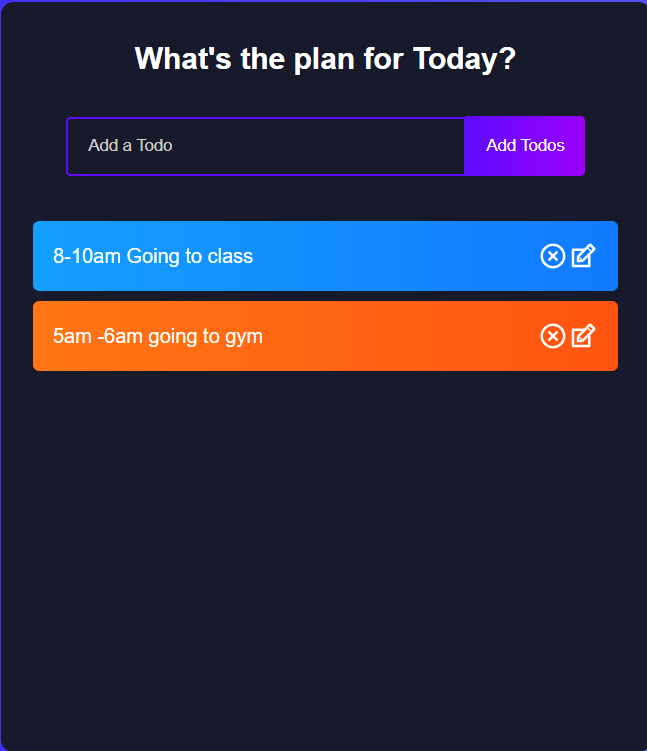 What's the plan for Today?
Add a Todo
Add Todos
8-10am Going to class
5am -6am going to gym